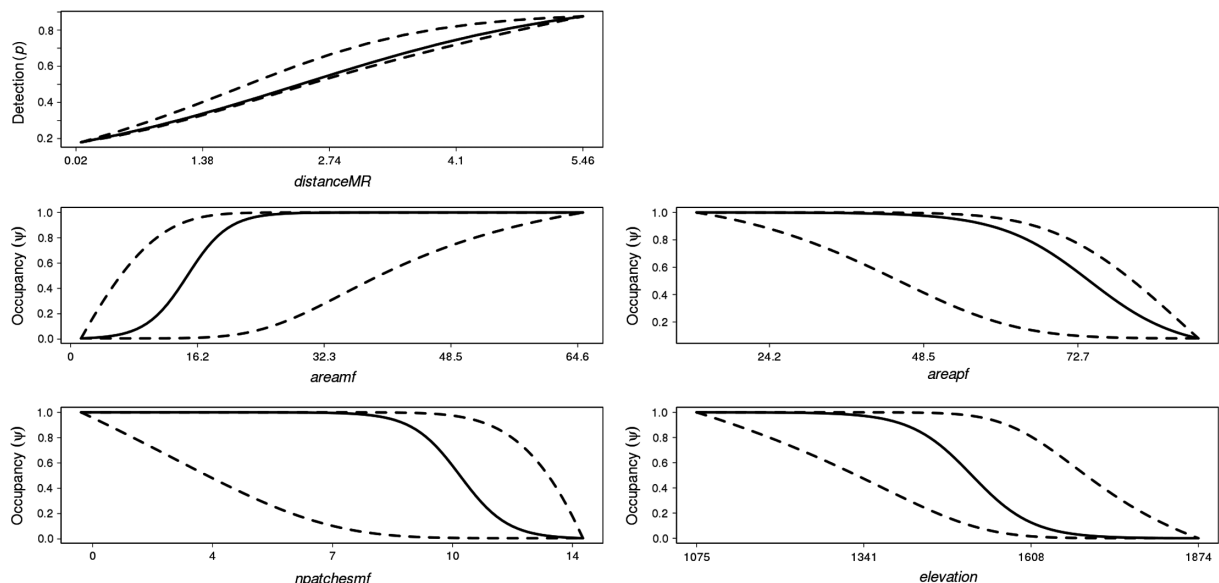 Detection (p)
0.8
0.6
0.4
0.2
0.02 1.38 2.74 4.1 5.46
distanceMR
Occupancy (ψ)
1.0
0.8
0.6
0.4
0.2
0.0
0 16.2 32.3 48.5 64.6
areamf
Occupancy (ψ)
1.0
0.8
0.6
0.4
0.2
24.2 48.5 72.7
areapf
Occupancy (ψ)
1.0
0.8
0.6
0.4
0.2
0.0
0 4 7 10 14
npatchesmf
Occupancy (ψ)
1.0
0.8
0.6
0.4
0.2
0.0
1075 1341 1608 1874
elevation